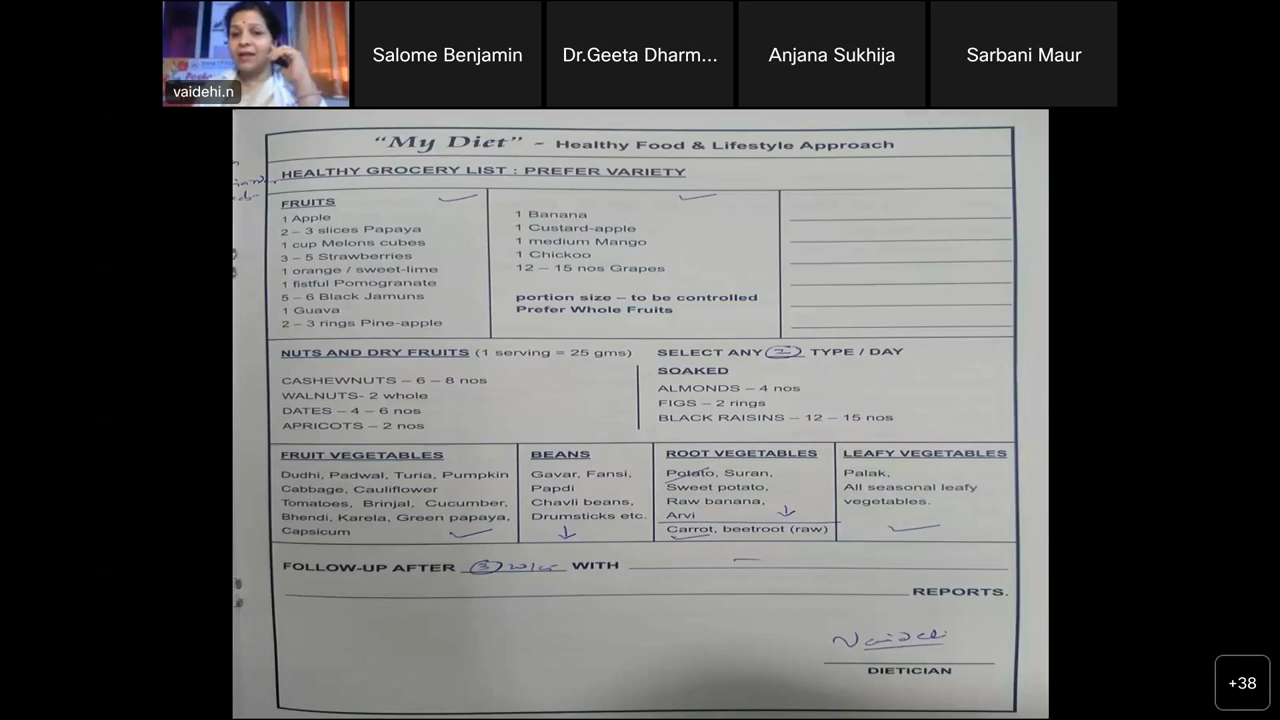 Salome Benjamin
Dr.Geeta Dharm...
Anjana Sukhija
Sarbani Maur
vaidehi.n
"My Diet" - Healthy Food & Lifestyle Approach
HEALTHY GROCERY LIST : PREFER VARIETY
FRUITS
1 Apple
2 – 3 slices Papaya
1 cup Melons cubes
3 – 5 Strawberries
1 orange / sweet-lime
1 fistful Pomogranate
5 – 6 Black Jamuns
1 Guava
2 – 3 rings Pine-apple
1 Banana
1 Custard-apple
1 medium Mango
1 Chickoo
12 – 15 nos Grapes
portion size – to be controlled
Prefer Whole Fruits
NUTS AND DRY FRUITS (1 serving = 25 gms)
CASHEWNUTS – 6 – 8 nos
WALNUTS- 2 whole
DATES – 4 – 6 nos
APRICOTS – 2 nos
SELECT ANY 2 TYPE / DAY
SOAKED
ALMONDS – 4 nos
FIGS – 2 rings
BLACK RAISINS – 12 – 15 nos
FRUIT VEGETABLES
Dudhi, Padwal, Turia, Pumpkin
Cabbage, Cauliflower
Tomatoes, Brinjal, Cucumber,
Bhendi, Karela, Green papaya,
Capsicum
BEANS
Gavar, Fansi,
Papdi
Chavli beans,
Drumsticks etc.
ROOT VEGETABLES
Potato, Suran,
Sweet potato,
Raw banana,
Arvi
Carrot, beetroot (raw)
LEAFY VEGETABLES
Palak,
All seasonal leafy
vegetables.
FOLLOW-UP AFTER 3 WITH
REPORTS.
Vaideli
DIETICIAN
+38